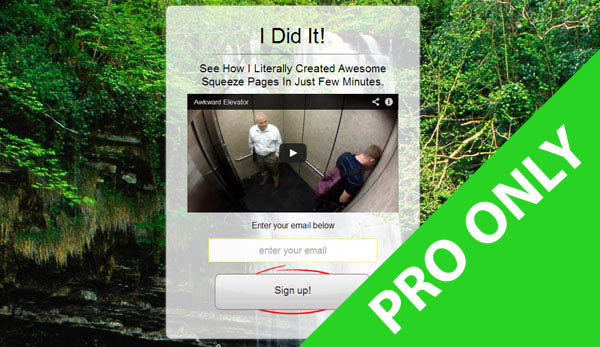 I Did It!
See How I Literally Created Awesome
Squeeze Pages In Just Few Minutes.
Awkward Elevator
Enter your email below
enter your email
Sign up!
PRO ONLY